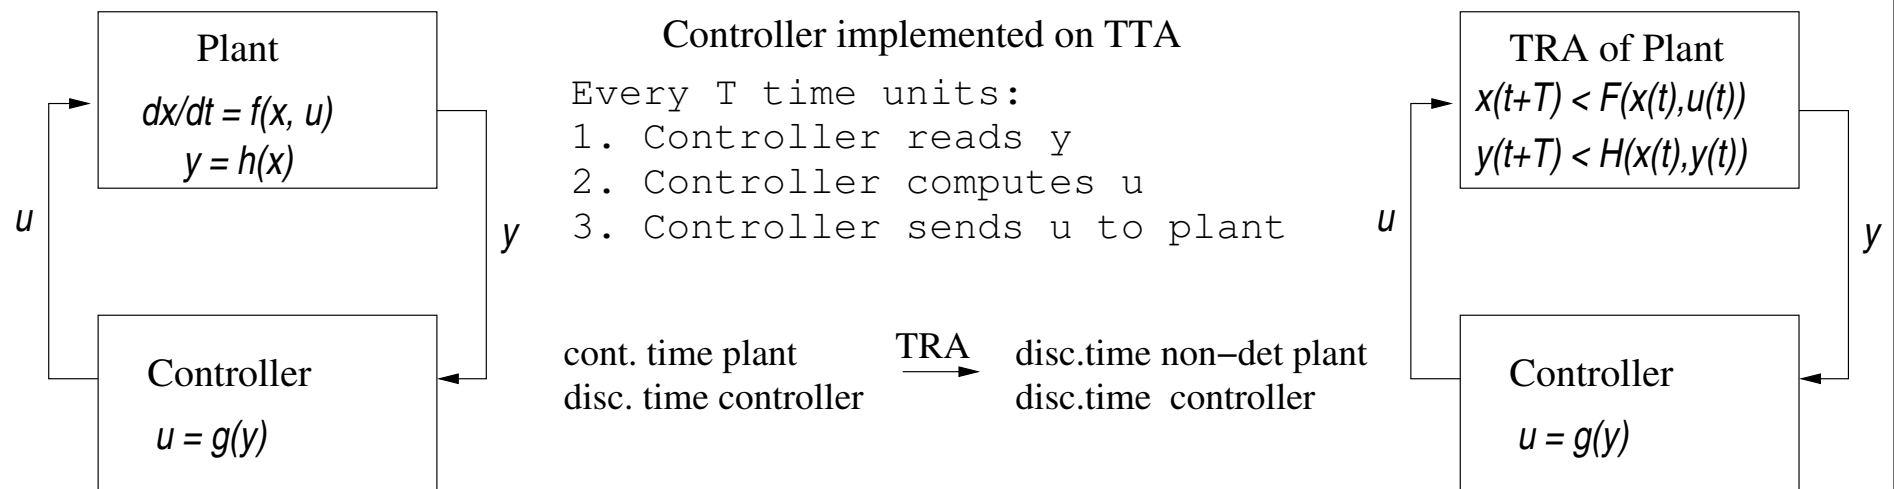 Plant
dx/dt = f(x, u)
y = h(x)
u
y
Controller
u = g(y)
Controller implemented on TTA
Every T time units:
1. Controller reads y
2. Controller computes u
3. Controller sends u to plant
cont. time plant
disc. time controller
TRA
disc.time non−det plant
disc.time controller
TRA of Plant
x(t+T) < F(x(t),u(t))
y(t+T) < H(x(t),y(t))
u
y
Controller
u = g(y)